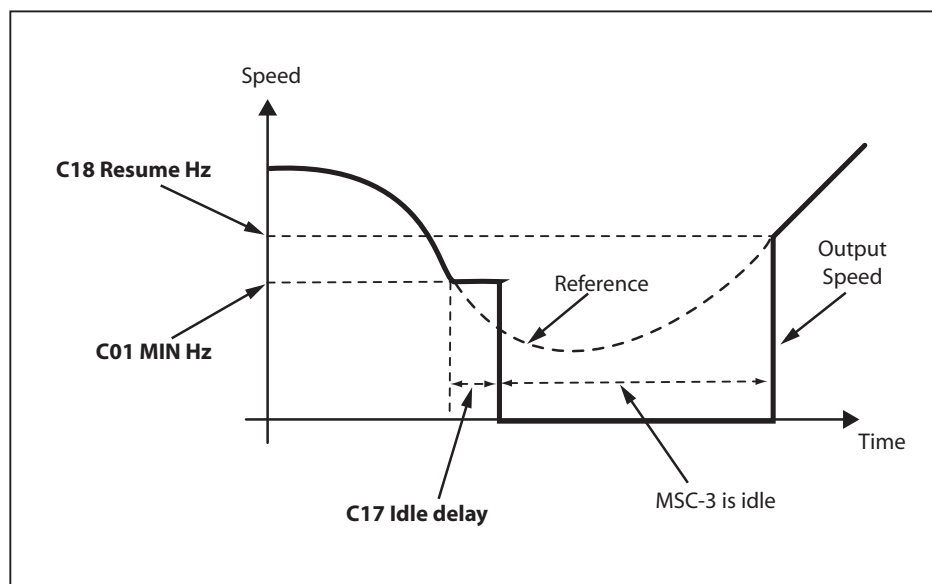 Speed
C18 Resume Hz
Output
Speed
Reference
C01 MIN Hz
Time
C17 Idle delay
MSC-3 is idle